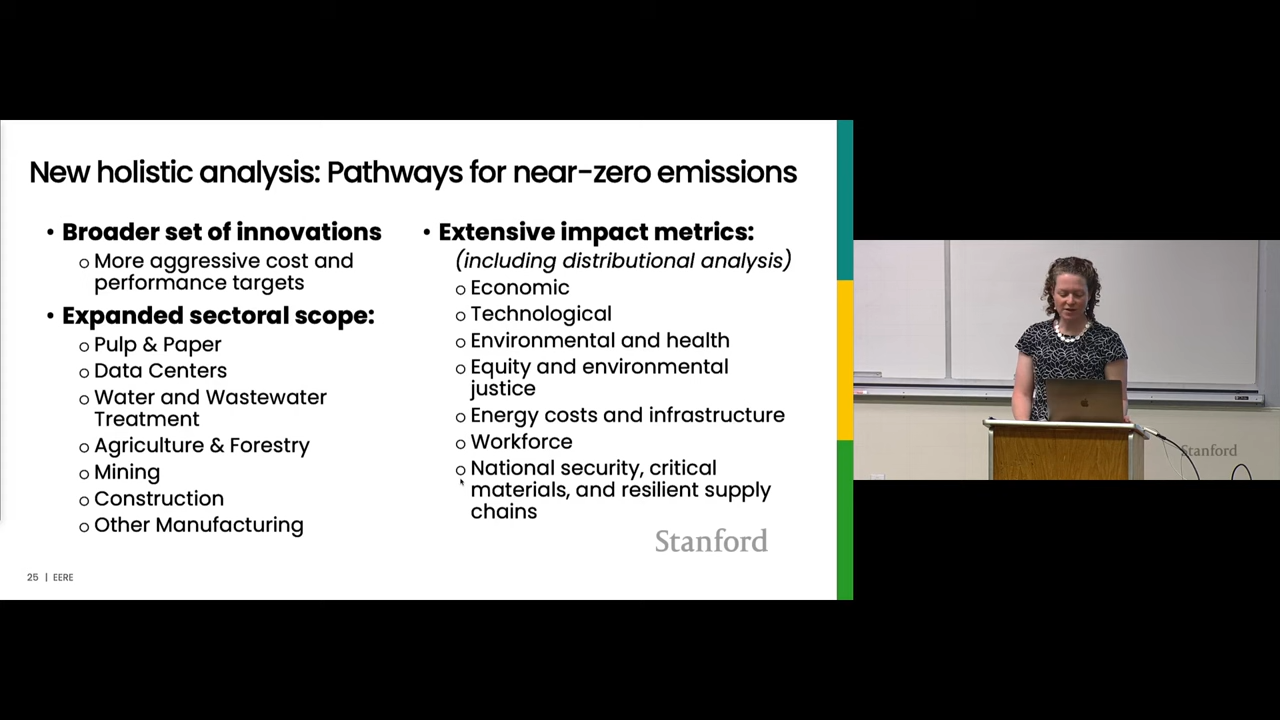 New holistic analysis: Pathways for near-zero emissions
• Broader set of innovations
o More aggressive cost and
performance targets
• Expanded sectoral scope:
o Pulp & Paper
o Data Centers
o Water and Wastewater
Treatment
o Agriculture & Forestry
o Mining
o Construction
o Other Manufacturing
• Extensive impact metrics:
(including distributional analysis)
o Economic
o Technological
o Environmental and health
o Equity and environmental
justice
o Energy costs and infrastructure
o Workforce
o National security, critical
materials, and resilient supply
chains
Stanford
25 | EERE
Stanford